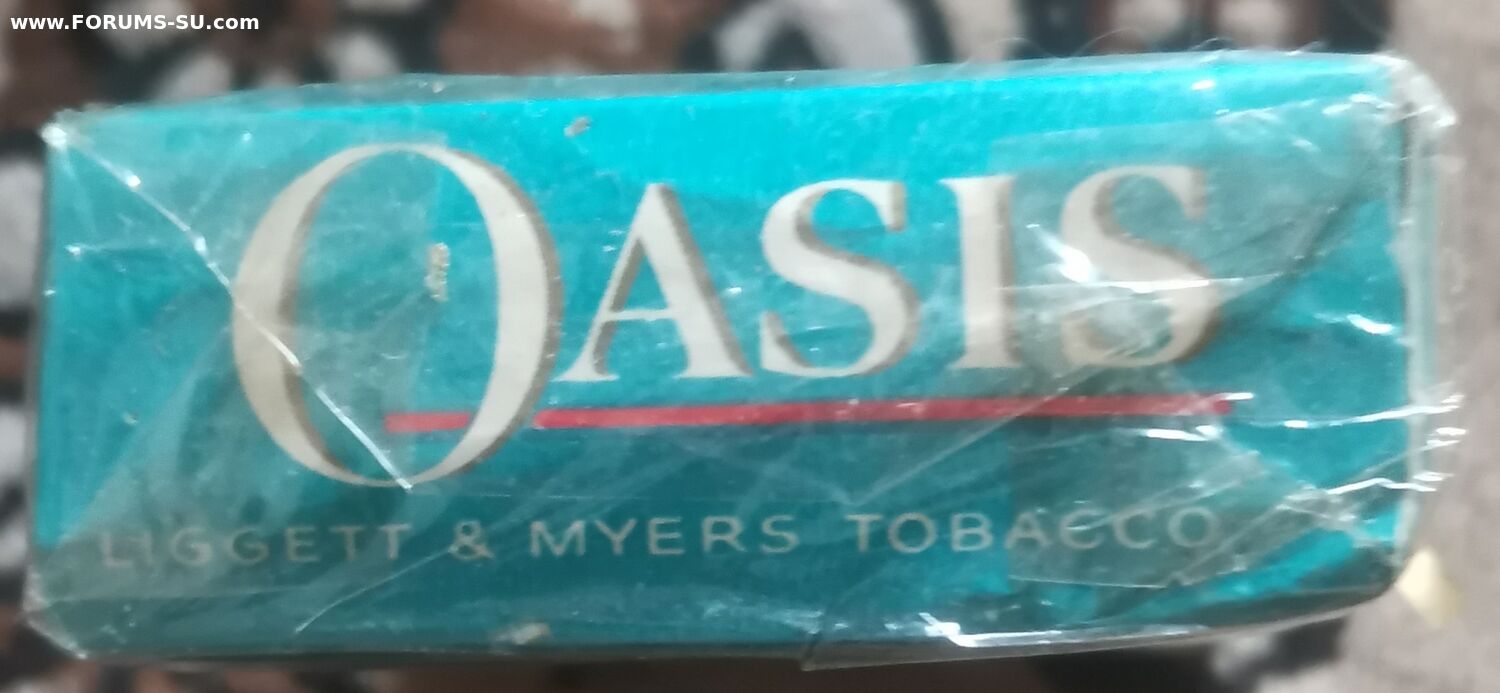 www.FORUMS-SU.com
OASIS
LIGGETT & MYERS TOBACCO